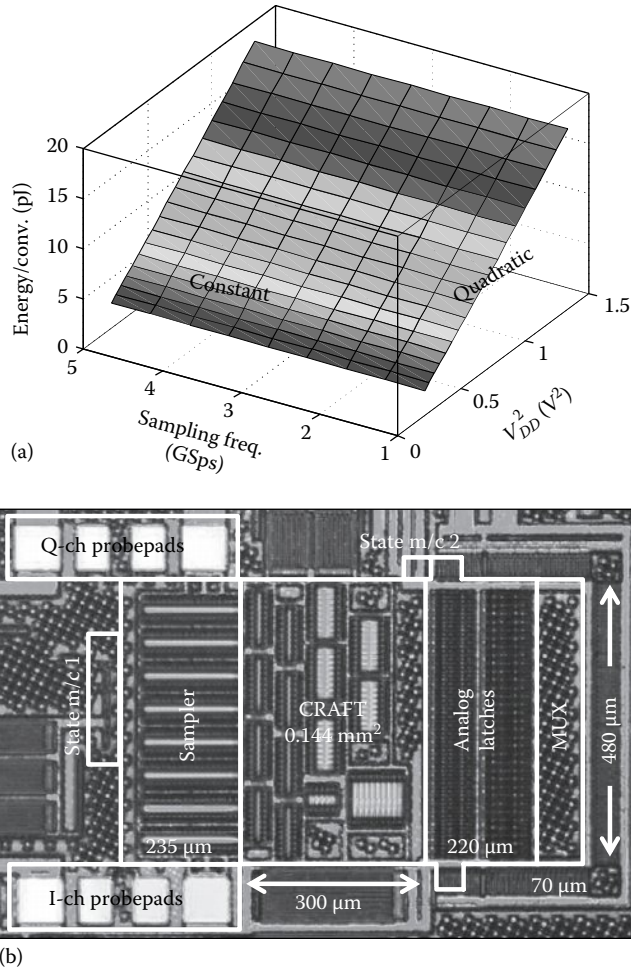 20
15
10
5
0
Energy/conv. (pJ)
Constant
Quadratic
5
4
3
2
1
Sampling freq.
(GSps)
0
0.5
1
1.5
V²DD (V²)
(a)
Q-ch probepads
State m/c 2
State m/c 1
Sampler
CRAFT
0.144 mm²
Analog
latches
MUX
480 µm
235 µm
220 µm
300 µm
70 µm
I-ch probepads
(b)